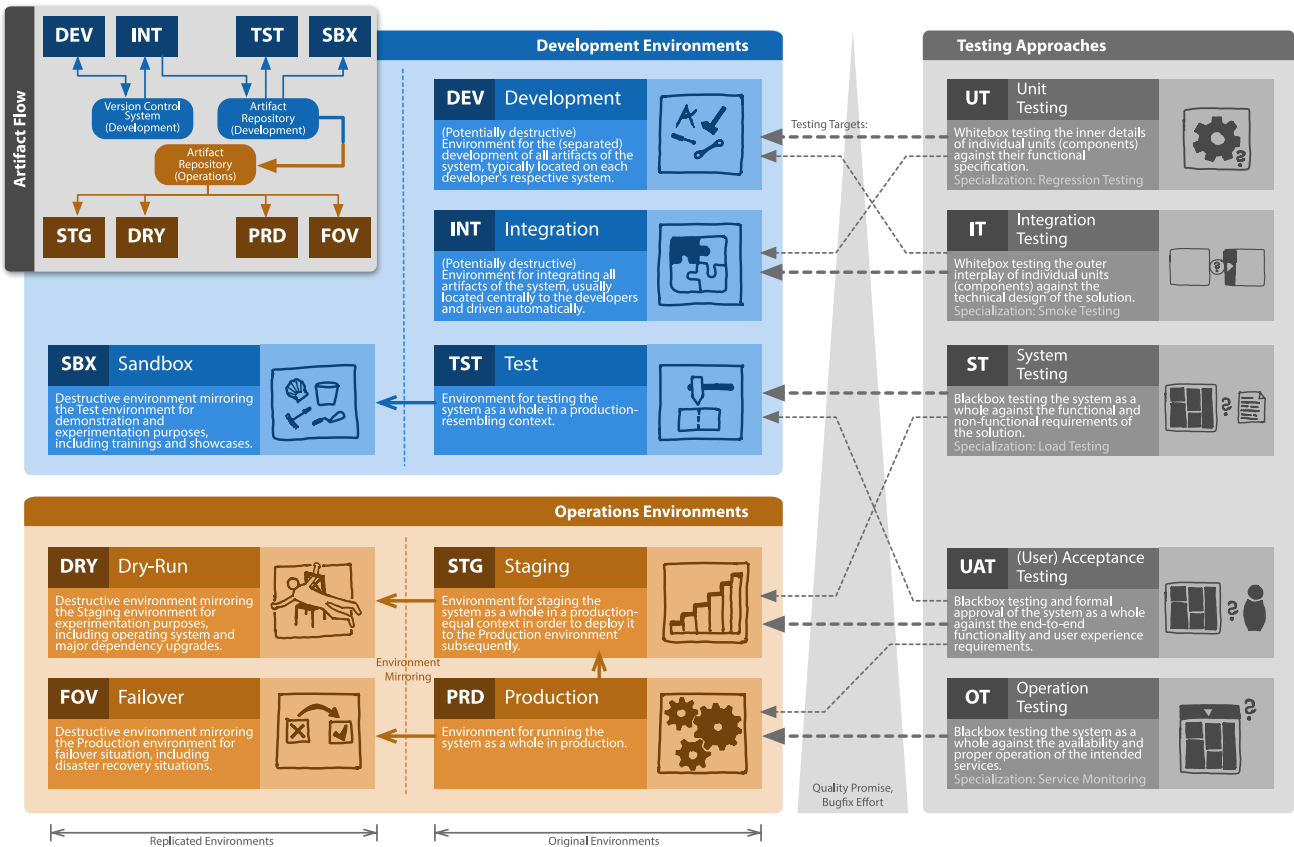 Artifact Flow
DEV
INT
TST
SBX
Version Control
System
(Development)
Artifact
Repository
(Development)
Artifact
Repository
(Operations)
STG
DRY
PRD
FOV
Development Environments
DEV Development
(Potentially destructive)
Environment for the (separated)
development of all artifacts of the
system, typically located on each
developer's respective system.
INT Integration
(Potentially destructive)
Environment for integrating all
artifacts of the system, usually
located centrally to the developers
and driven automatically.
SBX Sandbox
Destructive environment mirroring
the Test environment for
demonstration and
experimentation purposes,
including trainings and showcases.
TST Test
Environment for testing the
system as a whole in a production-
resembling context.
Operations Environments
DRY Dry-Run
Destructive environment mirroring
the Staging environment for
experimentation purposes,
including operating system and
major dependency upgrades.
STG Staging
Environment for staging the
system as a whole in a production-
equal context in order to deploy it
to the Production environment
subsequently.
Environment
Mirroring
FOV Failover
Destructive environment mirroring
the Production environment for
failover situation, including
disaster recovery situations.
PRD Production
Environment for running the
system as a whole in production.
Replicated Environments
Original Environments
Testing Targets:
Quality Promise,
Bugfix Effort
Testing Approaches
UT Unit
Testing
Whitebox testing the inner details
of individual units (components)
against their functional
specification.
Specialization: Regression Testing
IT Integration
Testing
Whitebox testing the outer
interplay of individual units
(components) against the
technical design of the solution.
Specialization: Smoke Testing
ST System
Testing
Blackbox testing the system as a
whole against the functional and
non-functional requirements of
the solution.
Specialization: Load Testing
UAT (User) Acceptance
Testing
Blackbox testing and formal
approval of the system as a whole
against the end-to-end
functionality and user experience
requirements.
OT Operation
Testing
Blackbox testing the system as a
whole against the availability and
proper operation of the intended
services.
Specialization: Service Monitoring